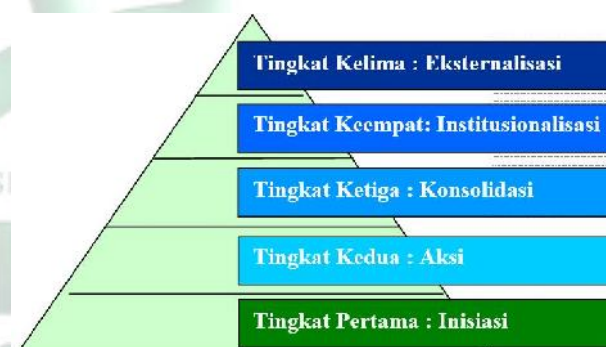 Tingkat Kelima : Eksternalisasi
Tingkat Keempat: Institusionalisasi
Tingkat Ketiga : Konsolidasi
Tingkat Kedua : Aksi
Tingkat Pertama : Inisiasi